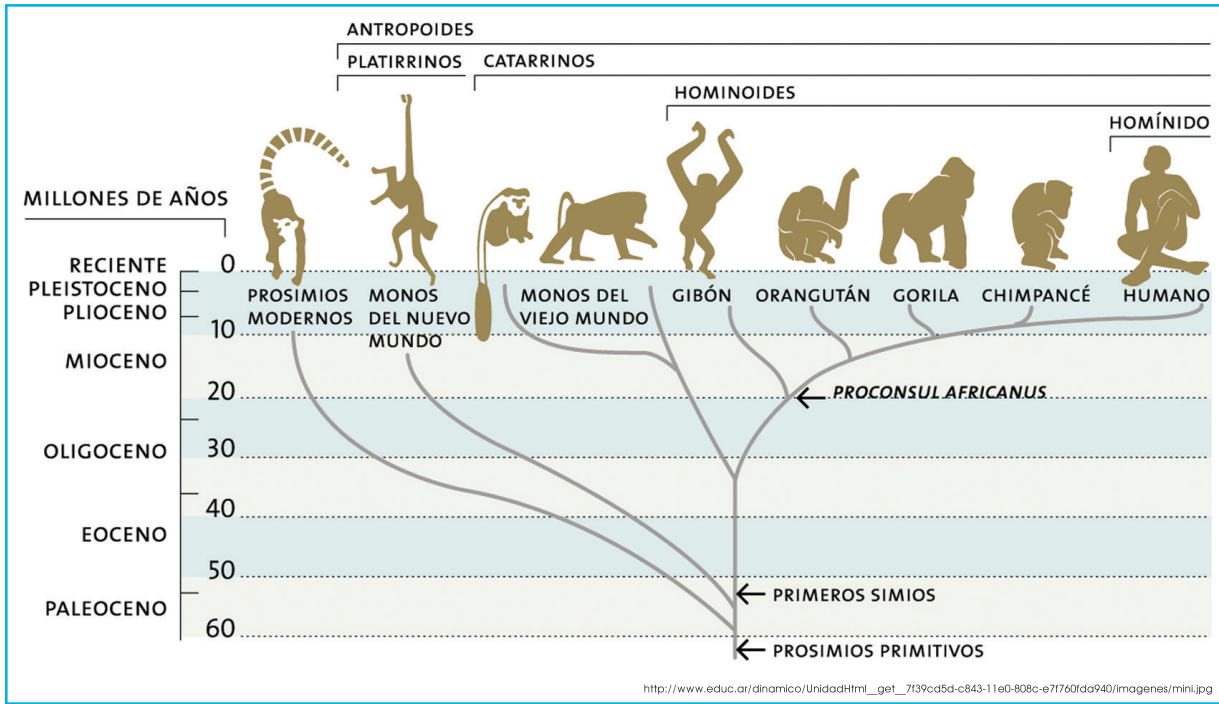 ANTROPOIDES
PLATIRRINOS
CATARRINOS
HOMINOIDES
HOMÍNIDO
MILLONES DE AÑOS
RECIENTE
0
PLEISTOCENO
PLIOCENO
10
MIOCENO
20
OLIGOCENO
30
40
EOCENO
50
PALEOCENO
60
PROSIMIOS
MODERNOS
MONOS
DEL NUEVO
MUNDO
MONOS DEL
VIEJO MUNDO
GIBÓN
ORANGUTÁN
GORILA
CHIMPANCÉ
HUMANO
PROCONSUL AFRICANUS
PRIMEROS SIMIOS
PROSIMIOS PRIMITIVOS
http://www.educ.ar/dinamico/UnidadHtml__get__7f39cd5d-c843-11e0-808c-e7f760fda940/imagenes/mini.jpg